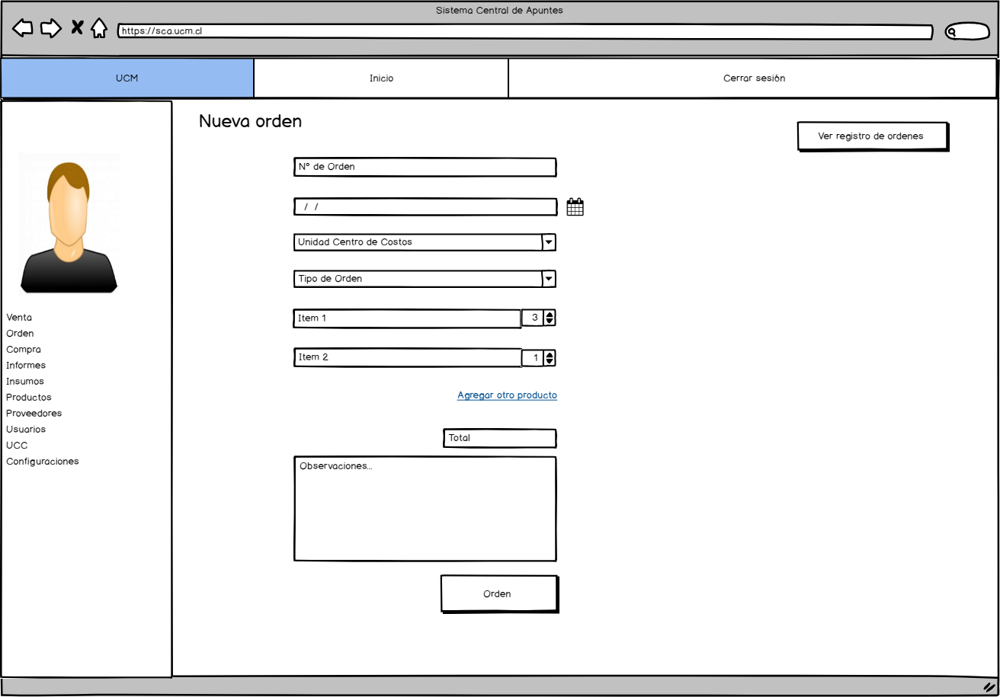 Sistema Central de Apuntes
https://sca.ucm.cl
UCM
Inicio
Cerrar sesión
Nueva orden
Ver registro de ordenes
N° de Orden
/ /
Unidad Centro de Costos
Tipo de Orden
Item 1 3
Item 2 1
Agregar otro producto
Total
Observaciones...
Orden
Venta
Orden
Compra
Informes
Insumos
Productos
Proveedores
Usuarios
UCC
Configuraciones